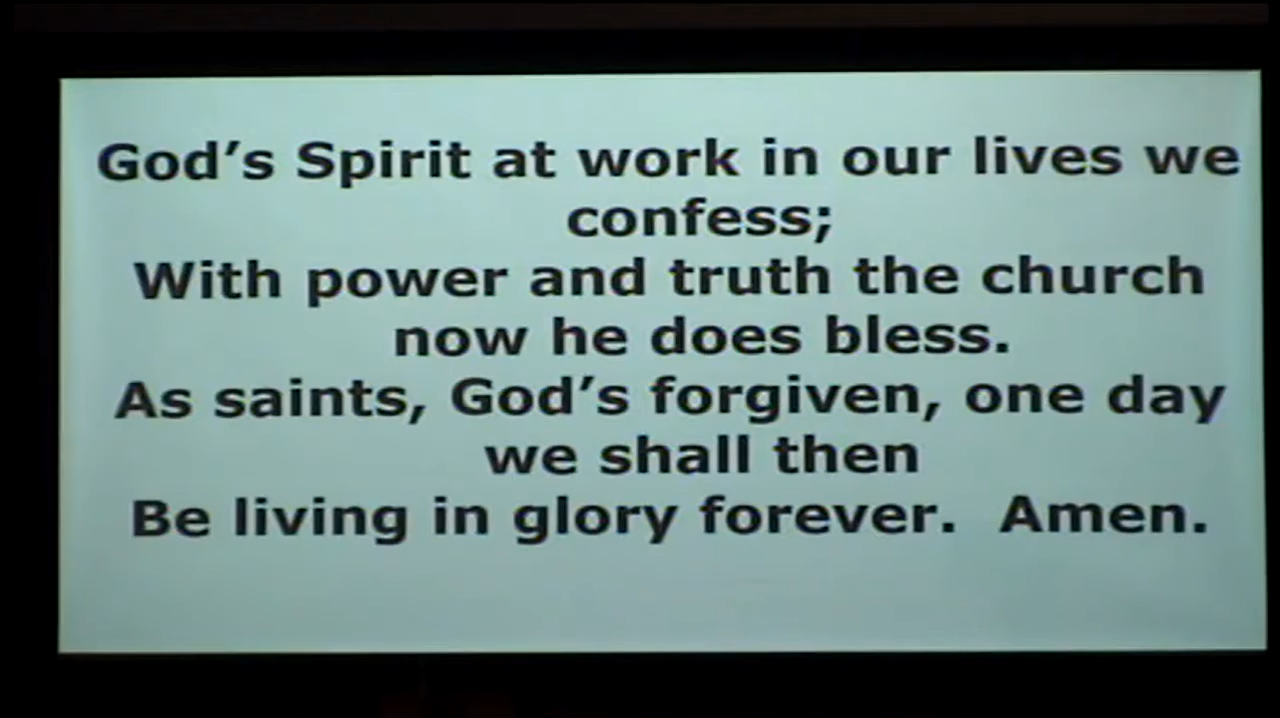 God's Spirit at work in our lives we
confess;
With power and truth the church
now he does bless.
As saints, God's forgiven, one day
we shall then
Be living in glory forever.  Amen.